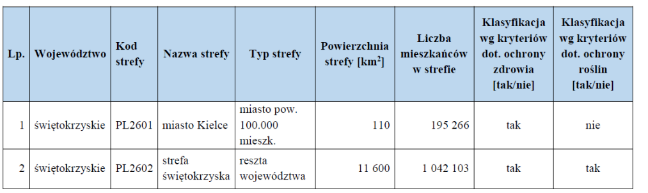 Lp.
Województwo
Kod
strefy
Nazwa strefy
Typ strefy
Powierzchnia
strefy [km²]
Liczba
mieszkańców
w strefie
Klasyfikacja
wg kryteriów
dot. ochrony
zdrowia
[tak/nie]
Klasyfikacja
wg kryteriów
dot. ochrony
roślin
[tak/nie]
1
świętokrzyskie
PL2601
miasto Kielce
miasto pow.
100.000
mieszk.
110
195 266
tak
nie
2
świętokrzyskie
PL2602
strefa
świętokrzyska
reszta
województwa
11 600
1 042 103
tak
tak